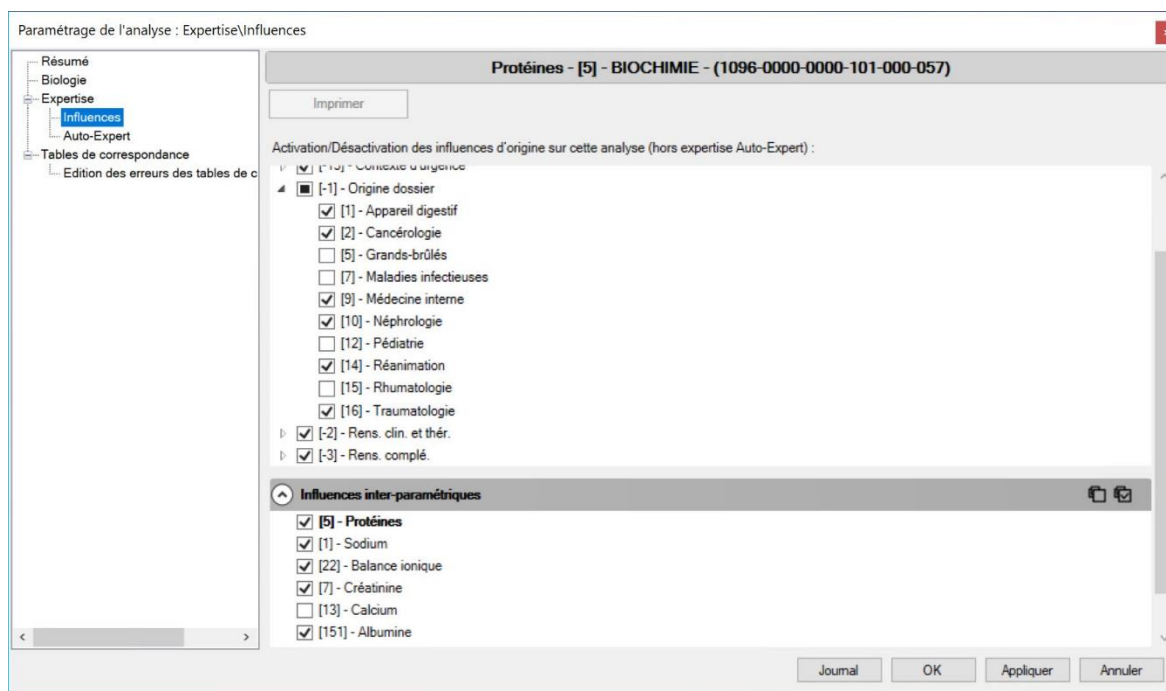 Paramétrage de l'analyse : Expertise\Influences
Résumé
Biologie
Expertise
Influences
Auto-Expert
Tables de correspondance
Edition des erreurs des tables de c
Protéines - [5] - BIOCHIMIE - (1096-0000-0000-101-000-057)
Imprimer
Activation/Désactivation des influences d'origine sur cette analyse (hors expertise Auto-Expert) :
[-13] - Contexte d'urgence
[-1] - Origine dossier
[1] - Appareil digestif
[2] - Cancérologie
[5] - Grands-brûlés
[7] - Maladies infectieuses
[9] - Médecine interne
[10] - Néphrologie
[12] - Pédiatrie
[14] - Réanimation
[15] - Rhumatologie
[16] - Traumatologie
[-2] - Rens. clin. et thér.
[-3] - Rens. complé.
Influences inter-paramétriques
[5] - Protéines
[1] - Sodium
[22] - Balance ionique
[7] - Créatinine
[13] - Calcium
[151] - Albumine
Journal
OK
Appliquer
Annuler